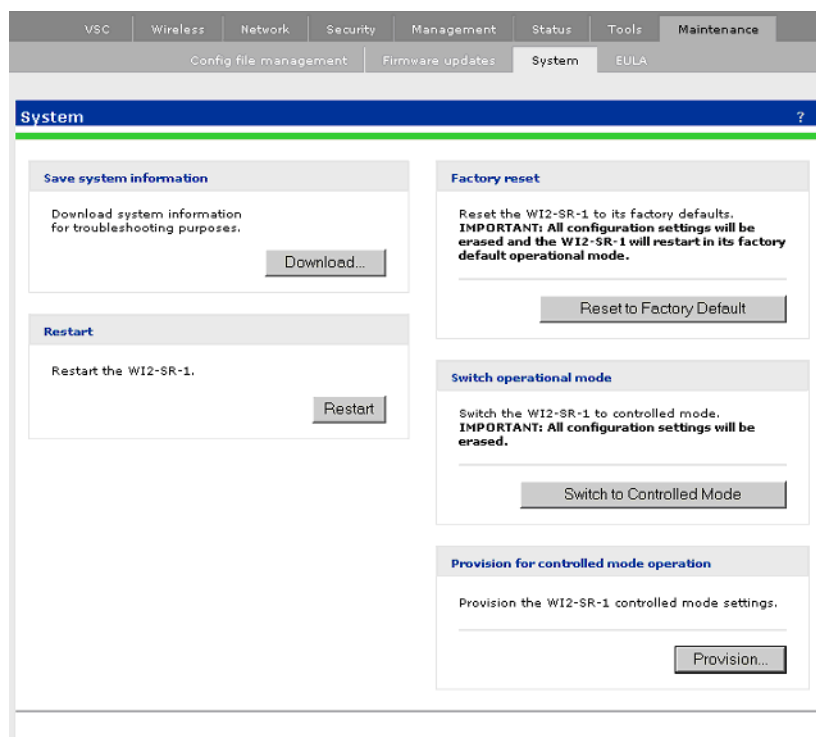 VSC Wireless Network Security Management Status Tools Maintenance
Config file management Firmware updates System EULA
System ?
Save system information
Download system information
for troubleshooting purposes.
Download...
Restart
Restart the WI2-SR-1.
Restart
Factory reset
Reset the WI2-SR-1 to its factory defaults.
IMPORTANT: All configuration settings will be
erased and the WI2-SR-1 will restart in its factory
default operational mode.
Reset to Factory Default
Switch operational mode
Switch the WI2-SR-1 to controlled mode.
IMPORTANT: All configuration settings will be
erased.
Switch to Controlled Mode
Provision for controlled mode operation
Provision the WI2-SR-1 controlled mode settings.
Provision...